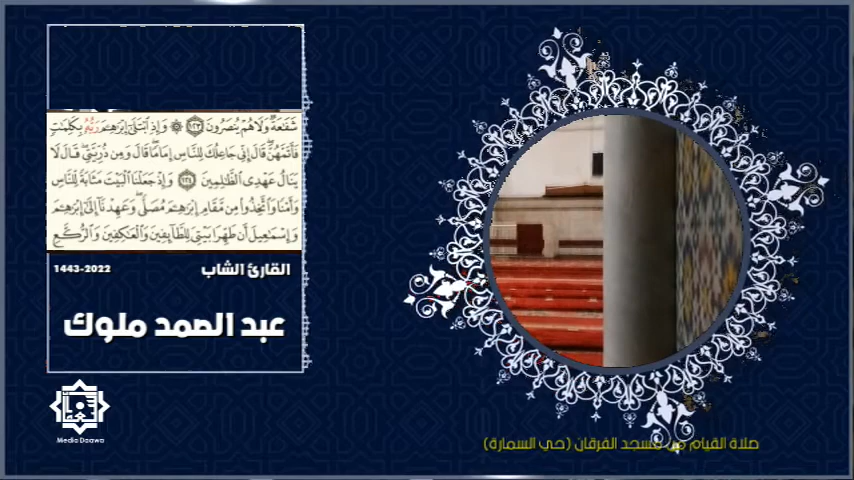 شَفَٰعَةٌ وَلَا هُمْ يُنصَرُونَ ١٢٣ ۞ وَإِذِ ٱبْتَلَىٰٓ إِبْرَٰهِـۧمَ رَبُّهُۥ بِكَلِمَٰتٍ
فَأَتَمَّهُنَّ قَالَ إِنِّي جَاعِلُكَ لِلنَّاسِ إِمَامًا قَالَ وَمِن ذُرِّيَّتِي قَالَ لَا
يَنَالُ عَهْدِي ٱلظَّٰلِمِينَ ١٢٤ وَإِذْ جَعَلْنَا ٱلْبَيْتَ مَثَابَةً لِّلنَّاسِ
وَأَمْنًا وَٱتَّخِذُوا۟ مِن مَّقَامِ إِبْرَٰهِـۧمَ مُصَلًّى وَعَهِدْنَآ إِلَىٰٓ إِبْرَٰهِـۧمَ
وَإِسْمَٰعِيلَ أَن طَهِّرَا بَيْتِيَ لِلطَّآئِفِينَ وَٱلْعَٰكِفِينَ وَٱلرُّكَّعِ
القارئ الشاب
1443-2022
عبد الصمد ملوك
Media Daawa
صلاة القيام من مسجد الفرقان (حي السمارة)